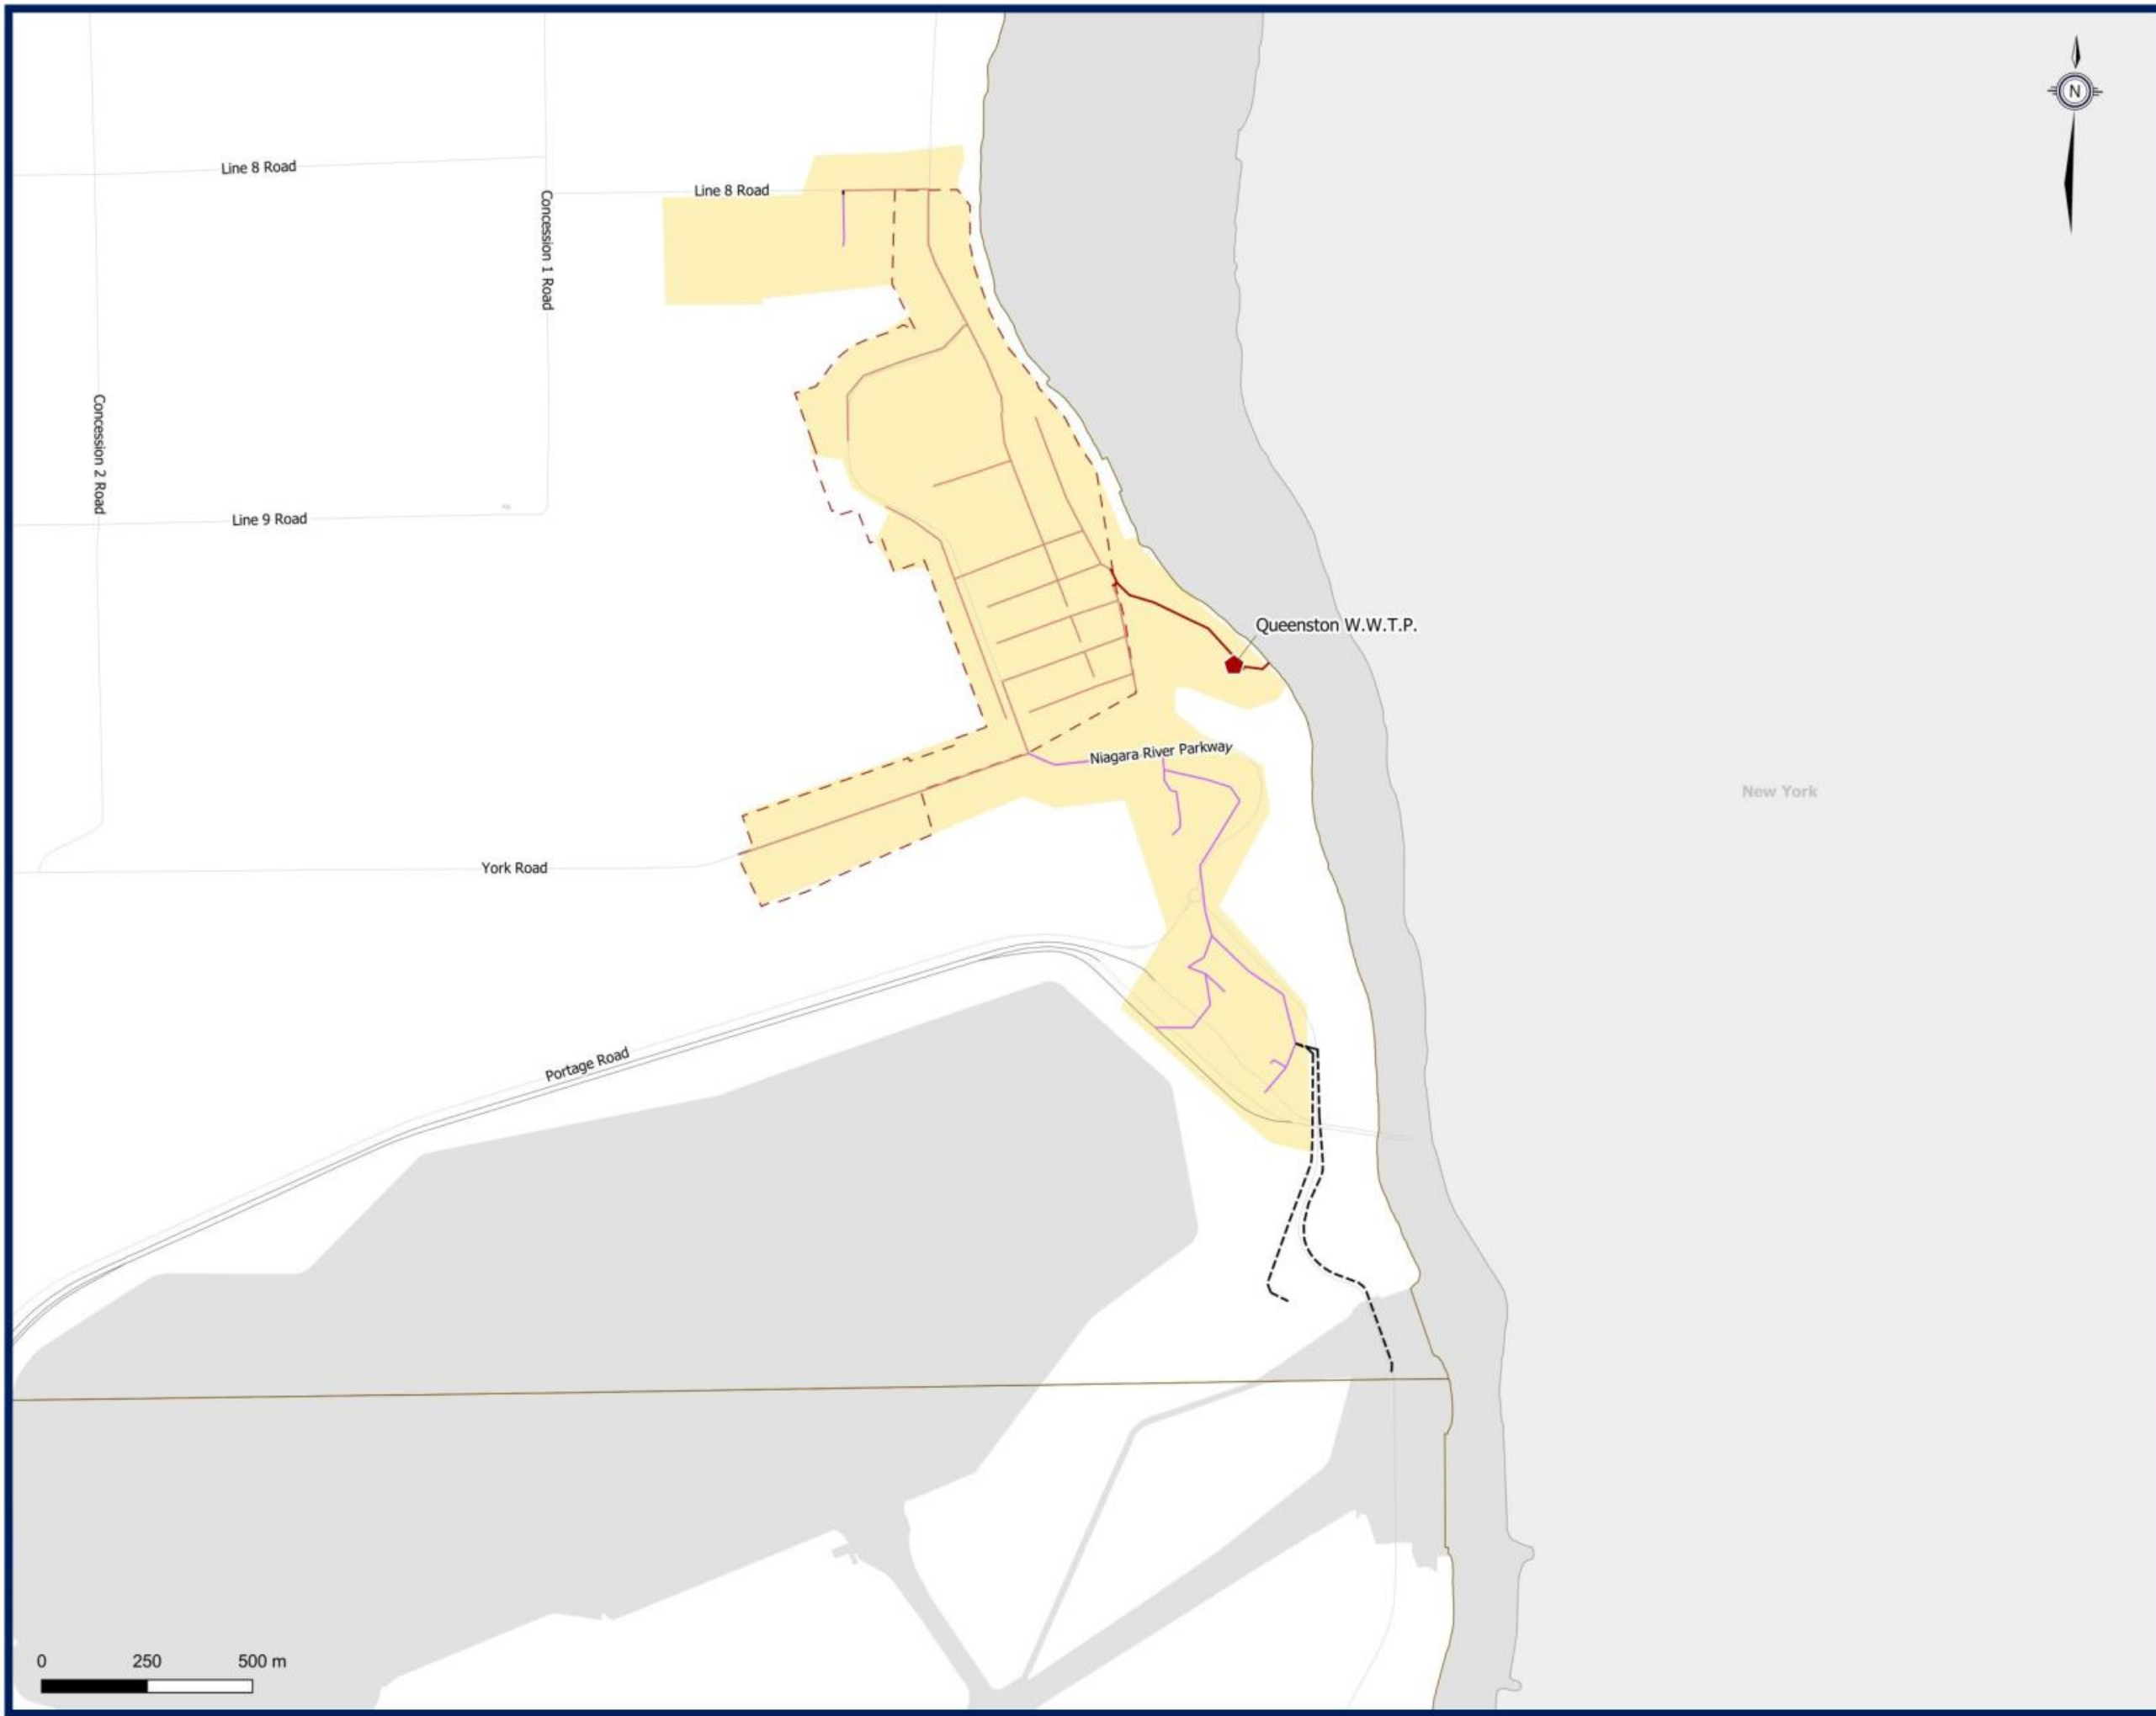 N
Line 8 Road
Line 8 Road
Concession 1 Road
Concession 2 Road
Line 9 Road
Queenston W.W.T.P.
Niagara River Parkway
New York
York Road
Portage Road
0 250 500 m